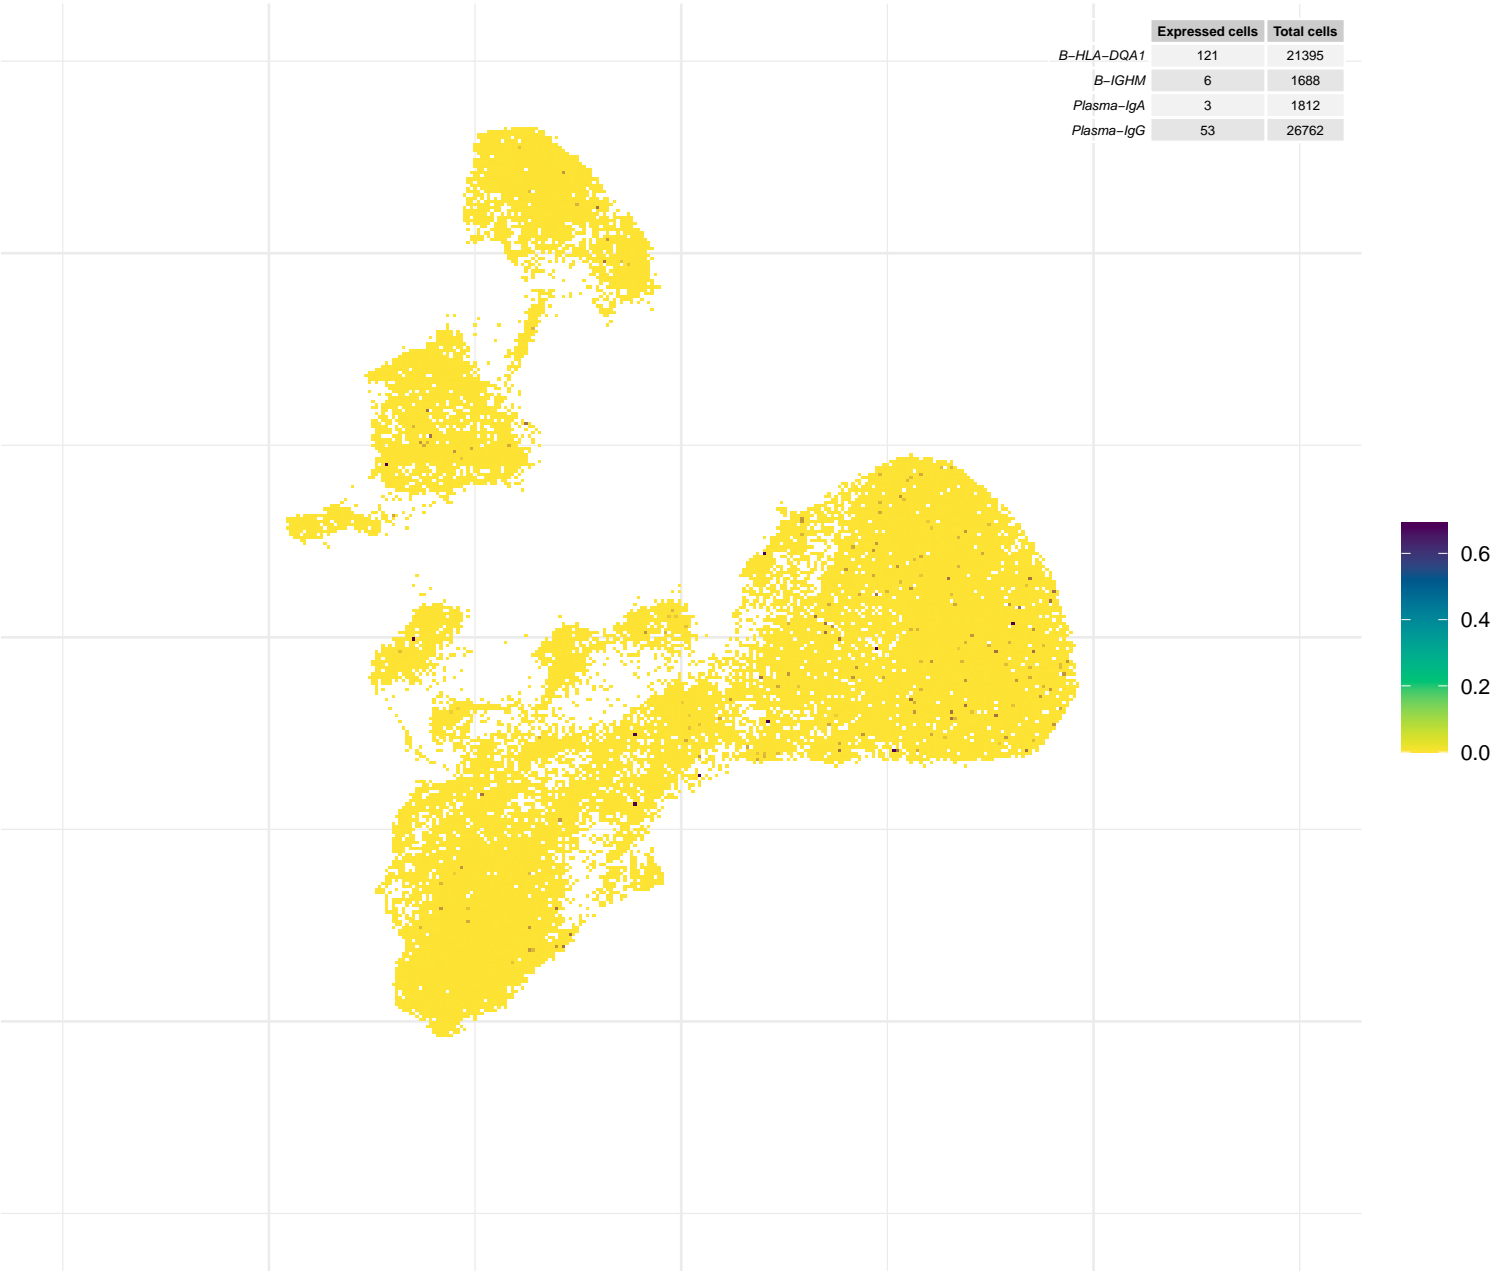 Expressed cells Total cells
B−HLA−DQA1 121 21395
B−IGHM 6 1688
Plasma−IgA 3 1812
Plasma−IgG 53 26762
0.6
0.4
0.2
0.0